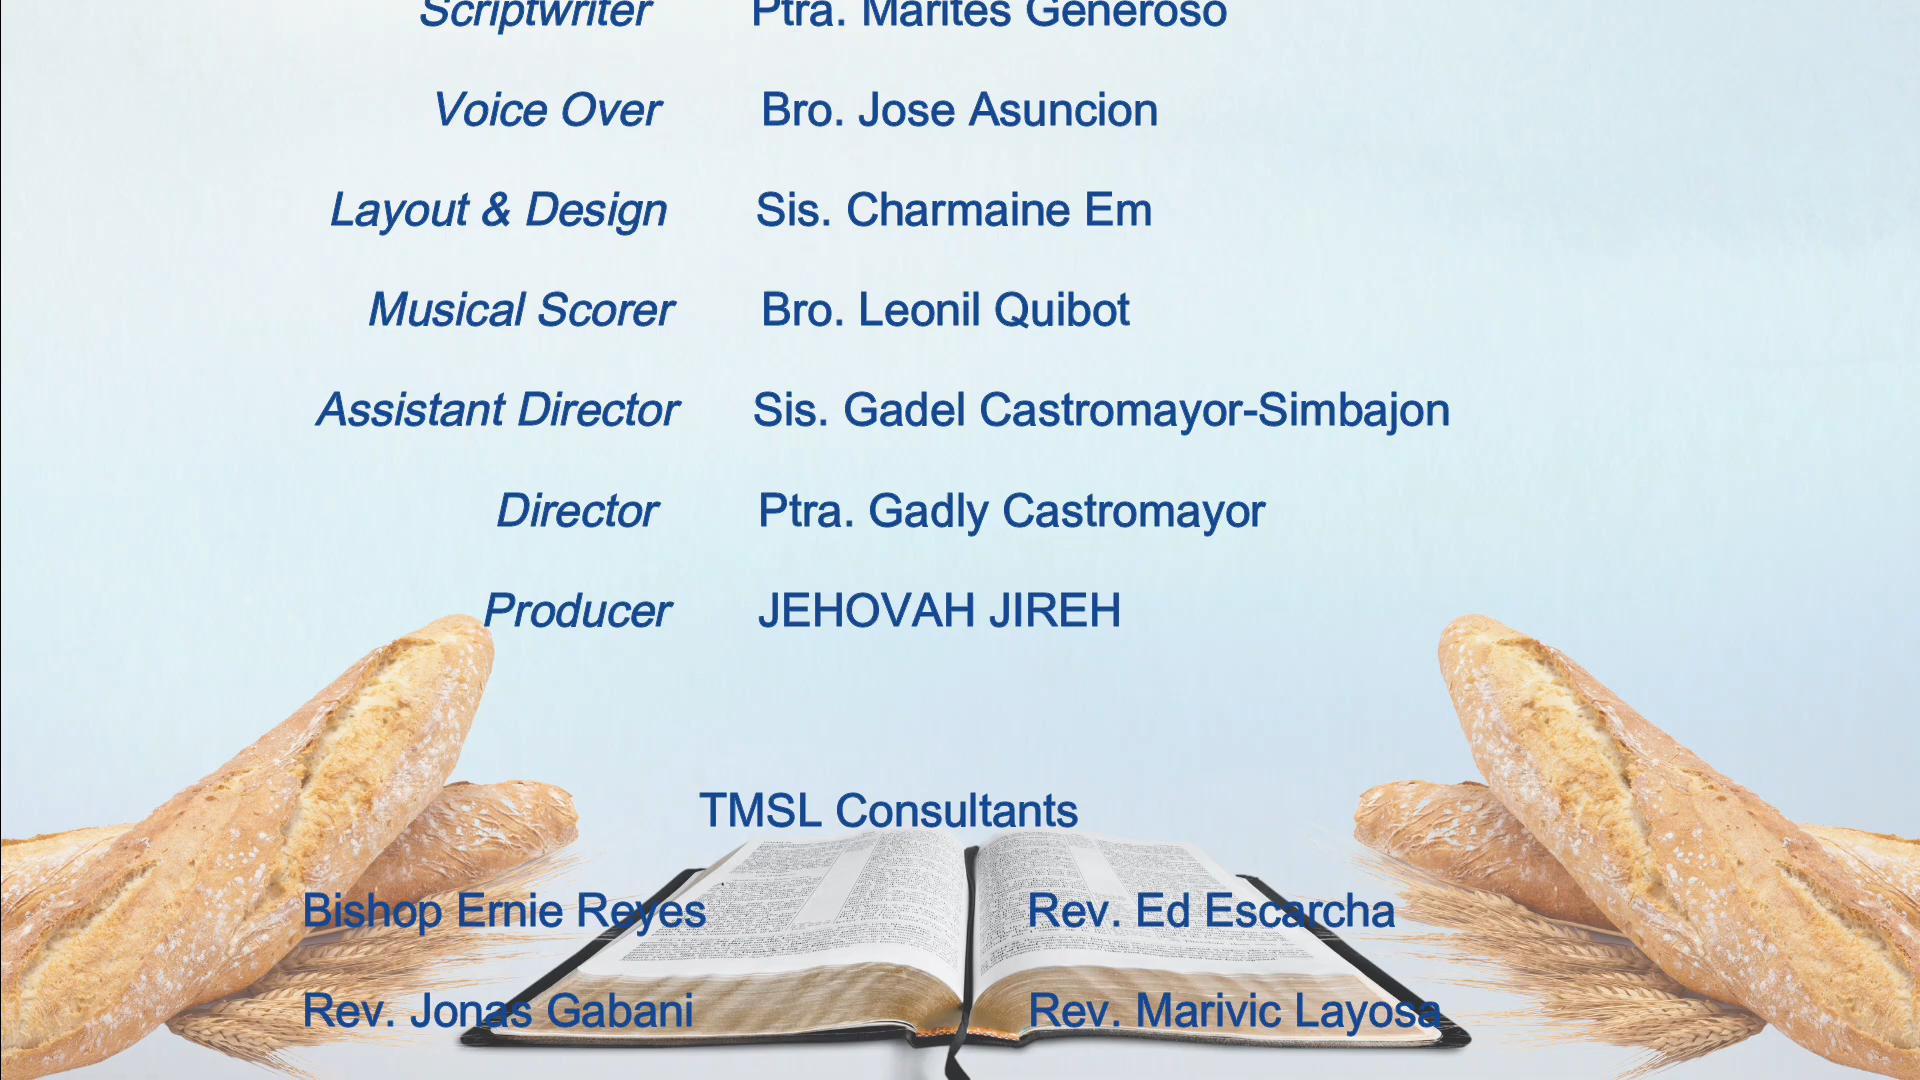 Scriptwriter Ptra. Marites Generoso
Voice Over Bro. Jose Asuncion
Layout & Design Sis. Charmaine Em
Musical Scorer Bro. Leonil Quibot
Assistant Director Sis. Gadel Castromayor-Simbajon
Director Ptra. Gadly Castromayor
Producer JEHOVAH JIREH
TMSL Consultants
Bishop Ernie Reyes Rev. Ed Escarcha
Rev. Jonas Gabani Rev. Marivic Layosa